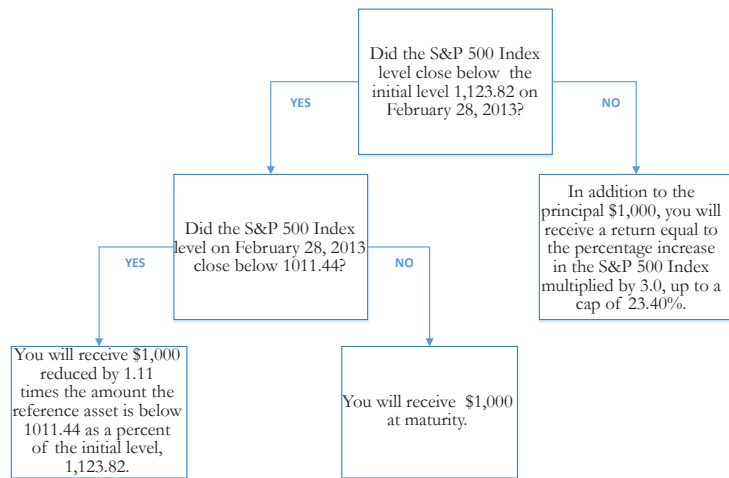 Did the S&P 500 Index
level close below the
initial level 1,123.82 on
February 28, 2013?
YES
NO
Did the S&P 500 Index
level on February 28, 2013
close below 1011.44?
In addition to the
principal $1,000, you will
receive a return equal to
the percentage increase
in the S&P 500 Index
multiplied by 3.0, up to a
cap of 23.40%.
YES
NO
You will receive $1,000
reduced by 1.11
times the amount the
reference asset is below
1011.44 as a percent
of the initial level,
1,123.82.
You will receive $1,000
at maturity.